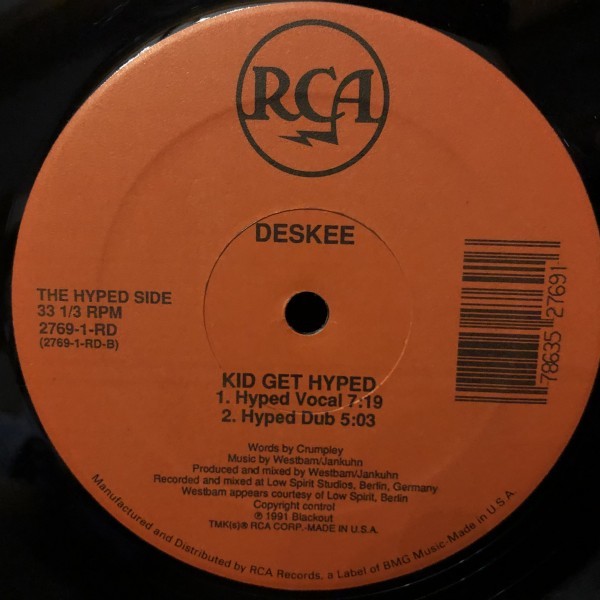 RCA
DESKEE
THE HYPED SIDE
33 1/3 RPM
2769-1-RD
(2769-1-RD-B)
78635 27691
KID GET HYPED
1. Hyped Vocal 7:19
2. Hyped Dub 5:03
Words by Crumpley
Music by Westbam/Jankuhn
Produced and mixed by Westbam/Jankuhn
Recorded and mixed at Low Spirit Studios, Berlin, Germany
Westbam appears courtesy of Low Spirit, Berlin
Copyright control
℗ 1991 Blackout
TMK(s)® RCA CORP.-MADE IN U.S.A.
Manufactured and Distributed by RCA Records, a Label of BMG Music-Made in U.S.A.